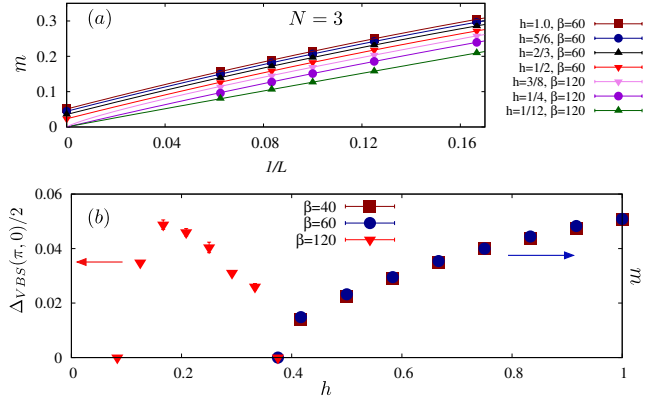 (a)
N = 3
m
0.3
0.2
0.1
0
0
0.04
0.08
0.12
0.16
1/L
h=1.0, β=60
h=5/6, β=60
h=2/3, β=60
h=1/2, β=60
h=3/8, β=120
h=1/4, β=120
h=1/12, β=120
(b)
β=40
β=60
β=120
Δ_{VBS}(π, 0)/2
0.06
0.04
0.02
0
0
0.2
0.4
0.6
0.8
1
h
m